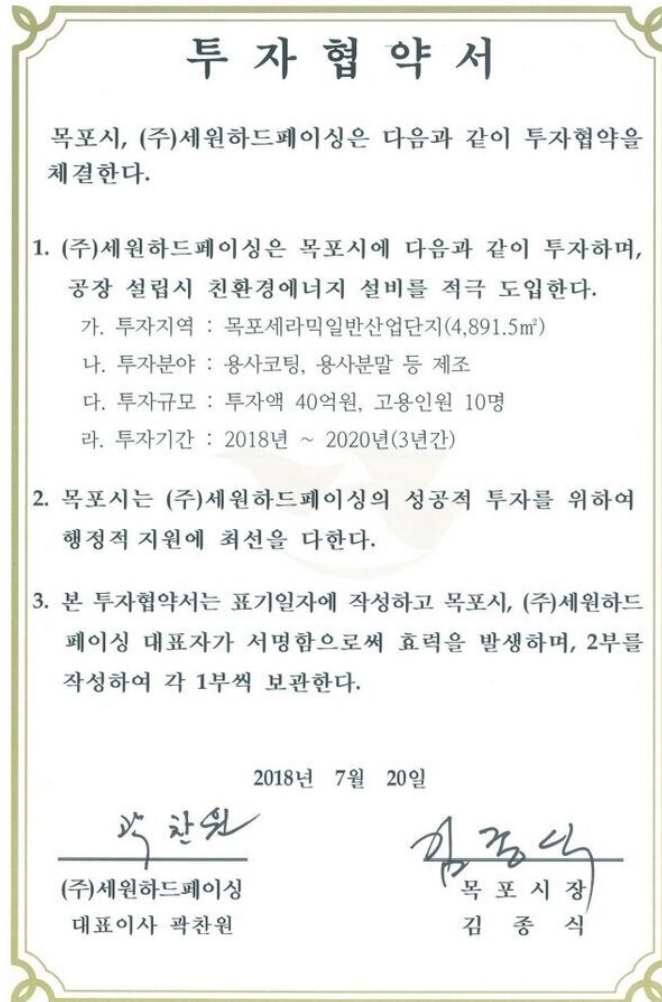 투 자 협 약 서
목포시, (주)세원하드페이싱은 다음과 같이 투자협약을
체결한다.
1. (주)세원하드페이싱은 목포시에 다음과 같이 투자하며,
공장 설립시 친환경에너지 설비를 적극 도입한다.
가. 투자지역 : 목포세라믹일반산업단지(4,891.5㎡)
나. 투자분야 : 용사코팅, 용사분말 등 제조
다. 투자규모 : 투자액 40억원, 고용인원 10명
라. 투자기간 : 2018년 ~ 2020년(3년간)
2. 목포시는 (주)세원하드페이싱의 성공적 투자를 위하여
행정적 지원에 최선을 다한다.
3. 본 투자협약서는 표기일자에 작성하고 목포시, (주)세원하드
페이싱 대표자가 서명함으로써 효력을 발생하며, 2부를
작성하여 각 1부씩 보관한다.
2018년 7월 20일
곽찬원 김종식
(주)세원하드페이싱 목 포 시 장
대표이사 곽찬원 김 종 식